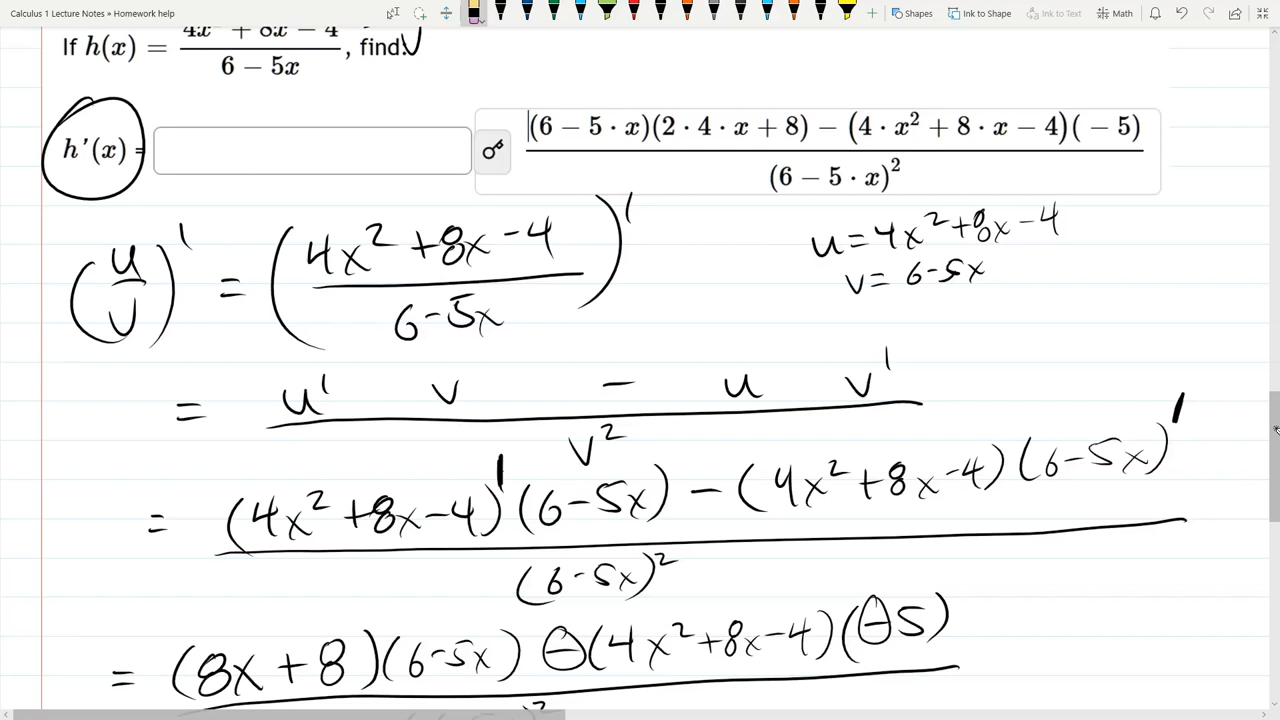 Calculus 1 Lecture Notes » Homework help
Shapes Ink to Shape Ink to Text Math
If h(x) = (4x² + 8x − 4)/(6 − 5x), find:
h'(x) = ((6 − 5 · x)(2 · 4 · x + 8) − (4 · x² + 8 · x − 4)( − 5))/(6 − 5 · x)²
(u/v)' = ((4x² + 8x - 4)/(6 - 5x))'
u = 4x² + 8x - 4
v = 6 - 5x
= (u' v - u v')/v²
= ((4x² + 8x - 4)' (6 - 5x) - (4x² + 8x - 4)(6 - 5x)')/(6 - 5x)²
= (8x + 8)(6 - 5x) - (4x² + 8x - 4)(-5)